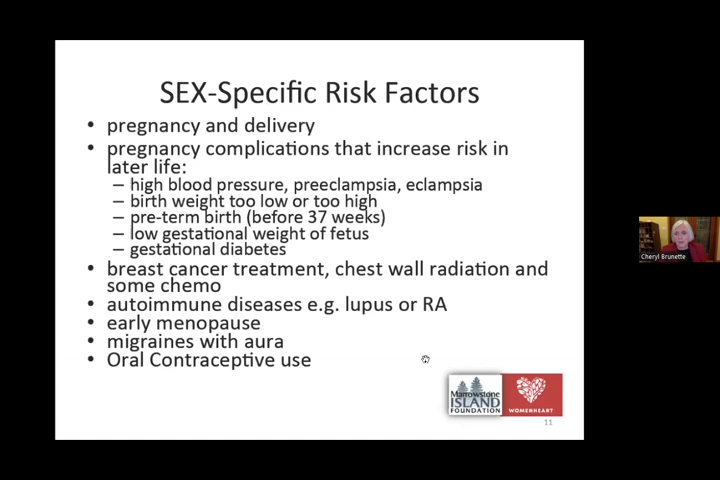 SEX-Specific Risk Factors
• pregnancy and delivery
• pregnancy complications that increase risk in
later life:
– high blood pressure, preeclampsia, eclampsia
– birth weight too low or too high
– pre-term birth (before 37 weeks)
– low gestational weight of fetus
– gestational diabetes
• breast cancer treatment, chest wall radiation and
some chemo
• autoimmune diseases e.g. lupus or RA
• early menopause
• migraines with aura
• Oral Contraceptive use
Marrowstone
ISLAND
FOUNDATION
WOMENHEART
11
Cheryl Brunette